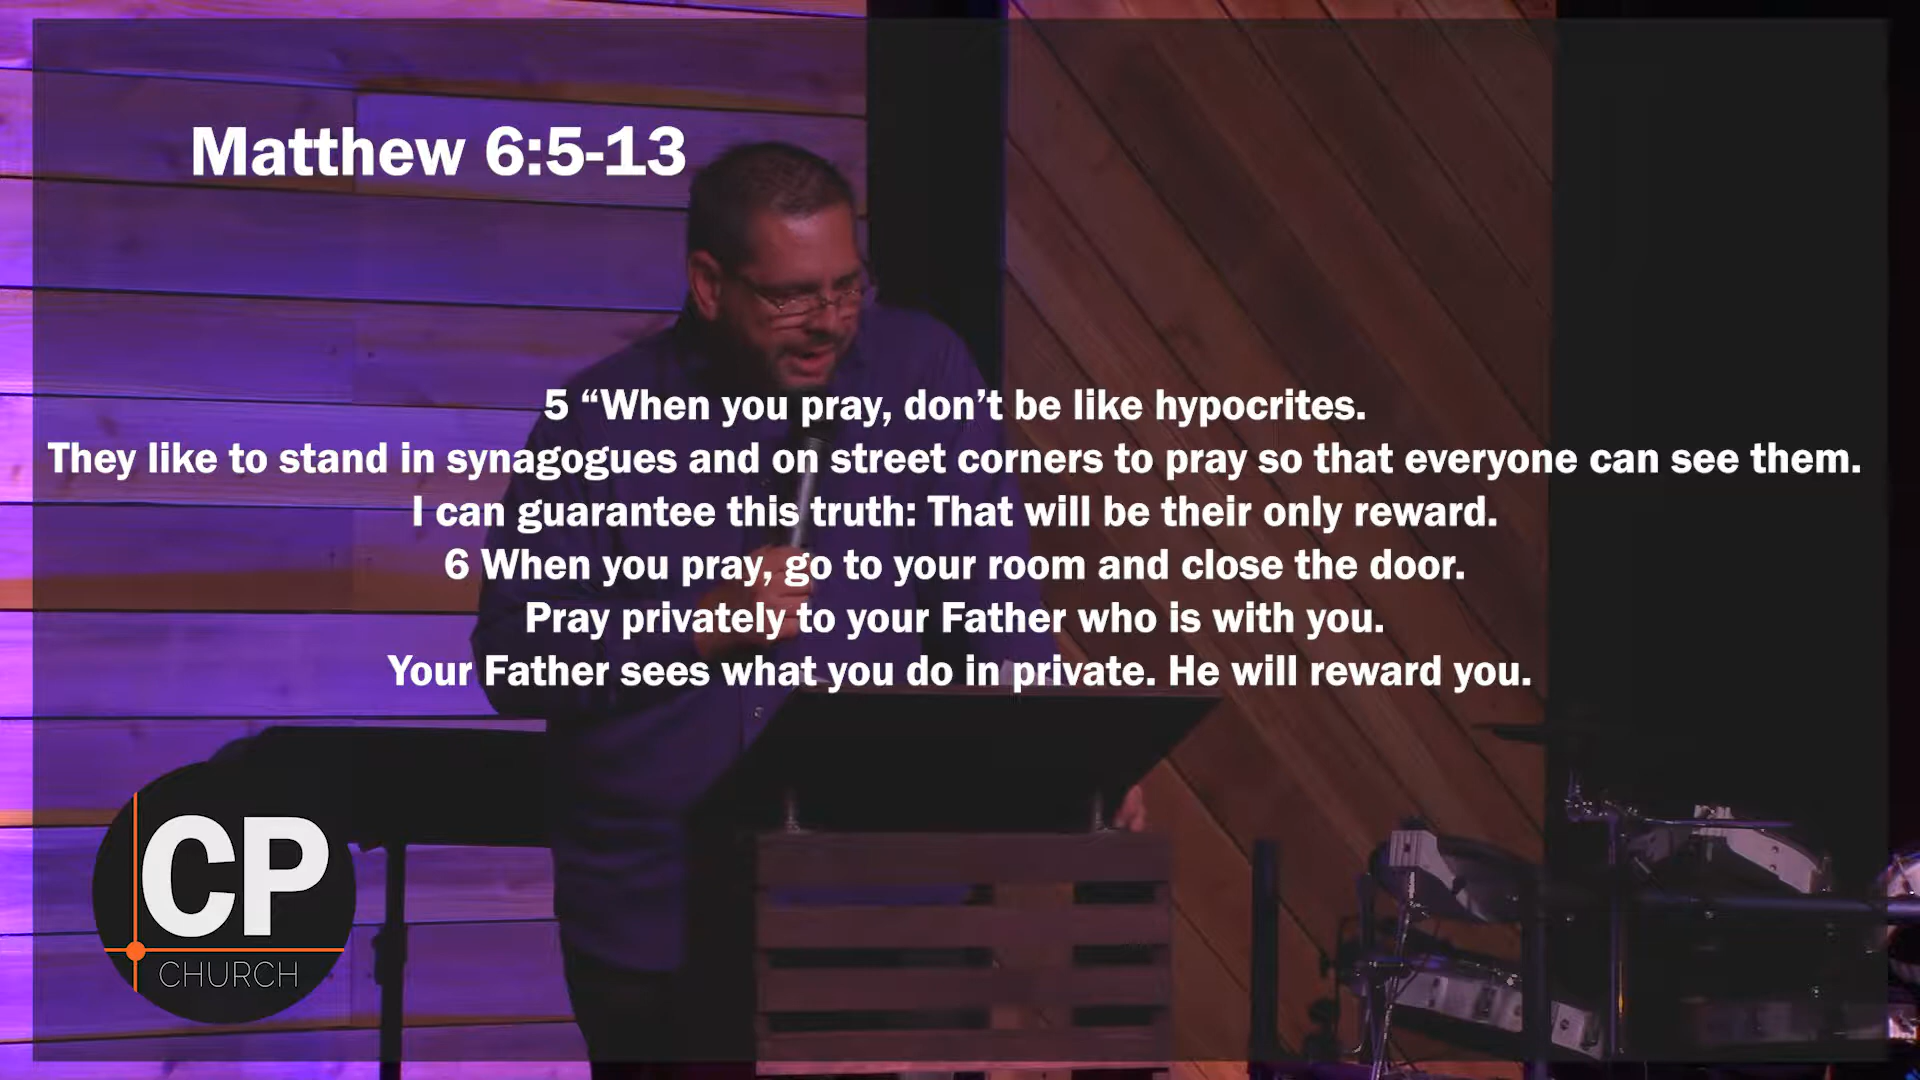 Matthew 6:5-13
5 “When you pray, don’t be like hypocrites.
They like to stand in synagogues and on street corners to pray so that everyone can see them.
I can guarantee this truth: That will be their only reward.
6 When you pray, go to your room and close the door.
Pray privately to your Father who is with you.
Your Father sees what you do in private. He will reward you.
CP
CHURCH